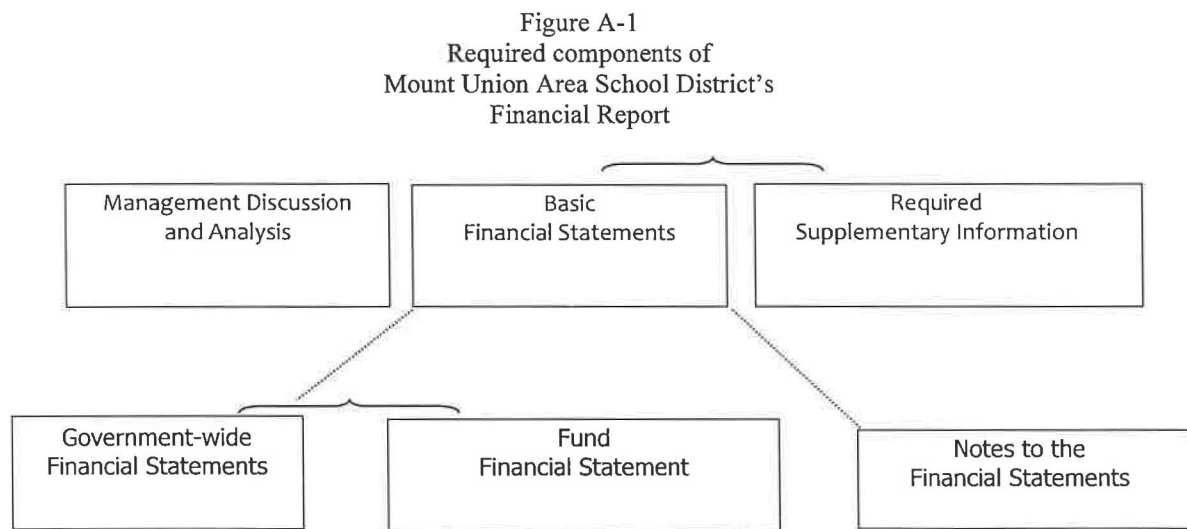 Figure A-1
Required components of
Mount Union Area School District's
Financial Report
Management Discussion
and Analysis
Basic
Financial Statements
Required
Supplementary Information
Government-wide
Financial Statements
Fund
Financial Statement
Notes to the
Financial Statements